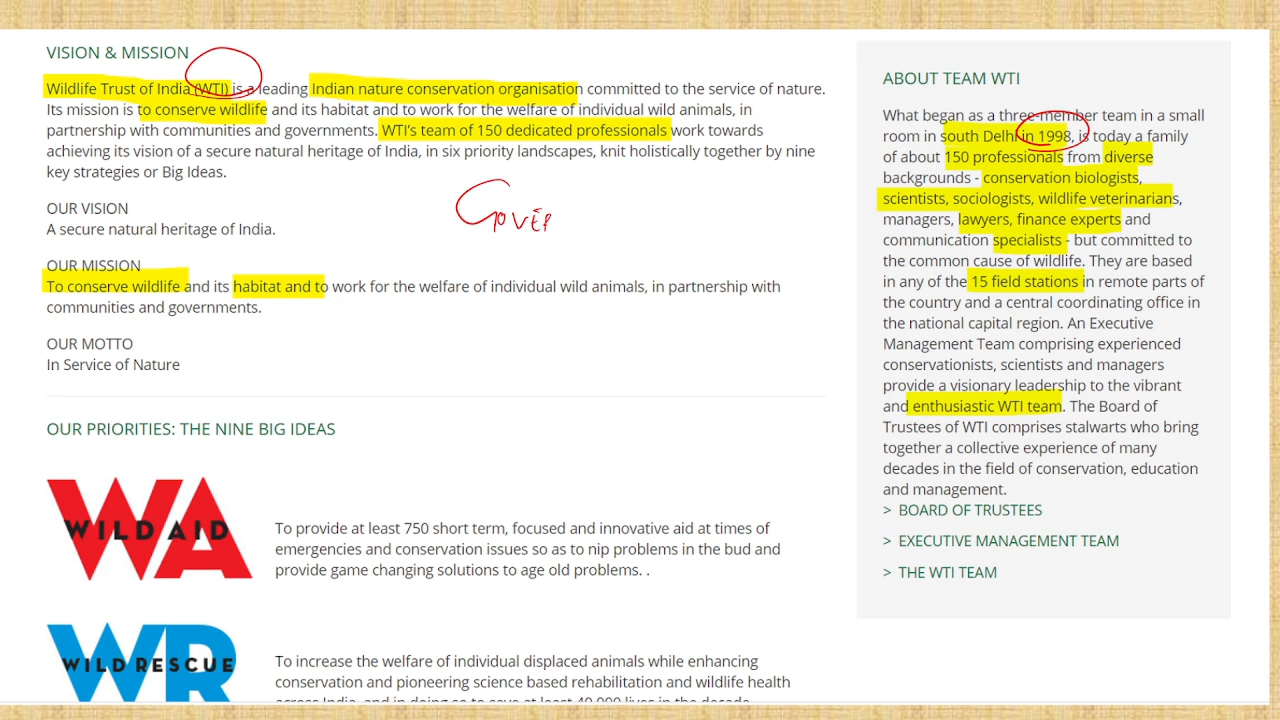 VISION & MISSION
Wildlife Trust of India (WTI) is a leading Indian nature conservation organisation committed to the service of nature.
Its mission is to conserve wildlife and its habitat and to work for the welfare of individual wild animals, in
partnership with communities and governments. WTI's team of 150 dedicated professionals work towards
achieving its vision of a secure natural heritage of India, in six priority landscapes, knit holistically together by nine
key strategies or Big Ideas.
OUR VISION
A secure natural heritage of India.
Gover
OUR MISSION
To conserve wildlife and its habitat and to work for the welfare of individual wild animals, in partnership with
communities and governments.
OUR MOTTO
In Service of Nature
OUR PRIORITIES: THE NINE BIG IDEAS
WA
WILD AID
To provide at least 750 short term, focused and innovative aid at times of
emergencies and conservation issues so as to nip problems in the bud and
provide game changing solutions to age old problems. .
WR
WILD RESCUE
To increase the welfare of individual displaced animals while enhancing
conservation and pioneering science based rehabilitation and wildlife health
across India, and in doing so to save at least 40,000 lives in the decade
ABOUT TEAM WTI
What began as a three-member team in a small
room in south Delhi in 1998, is today a family
of about 150 professionals from diverse
backgrounds - conservation biologists,
scientists, sociologists, wildlife veterinarians,
managers, lawyers, finance experts and
communication specialists - but committed to
the common cause of wildlife. They are based
in any of the 15 field stations in remote parts of
the country and a central coordinating office in
the national capital region. An Executive
Management Team comprising experienced
conservationists, scientists and managers
provide a visionary leadership to the vibrant
and enthusiastic WTI team. The Board of
Trustees of WTI comprises stalwarts who bring
together a collective experience of many
decades in the field of conservation, education
and management.
> BOARD OF TRUSTEES
> EXECUTIVE MANAGEMENT TEAM
> THE WTI TEAM